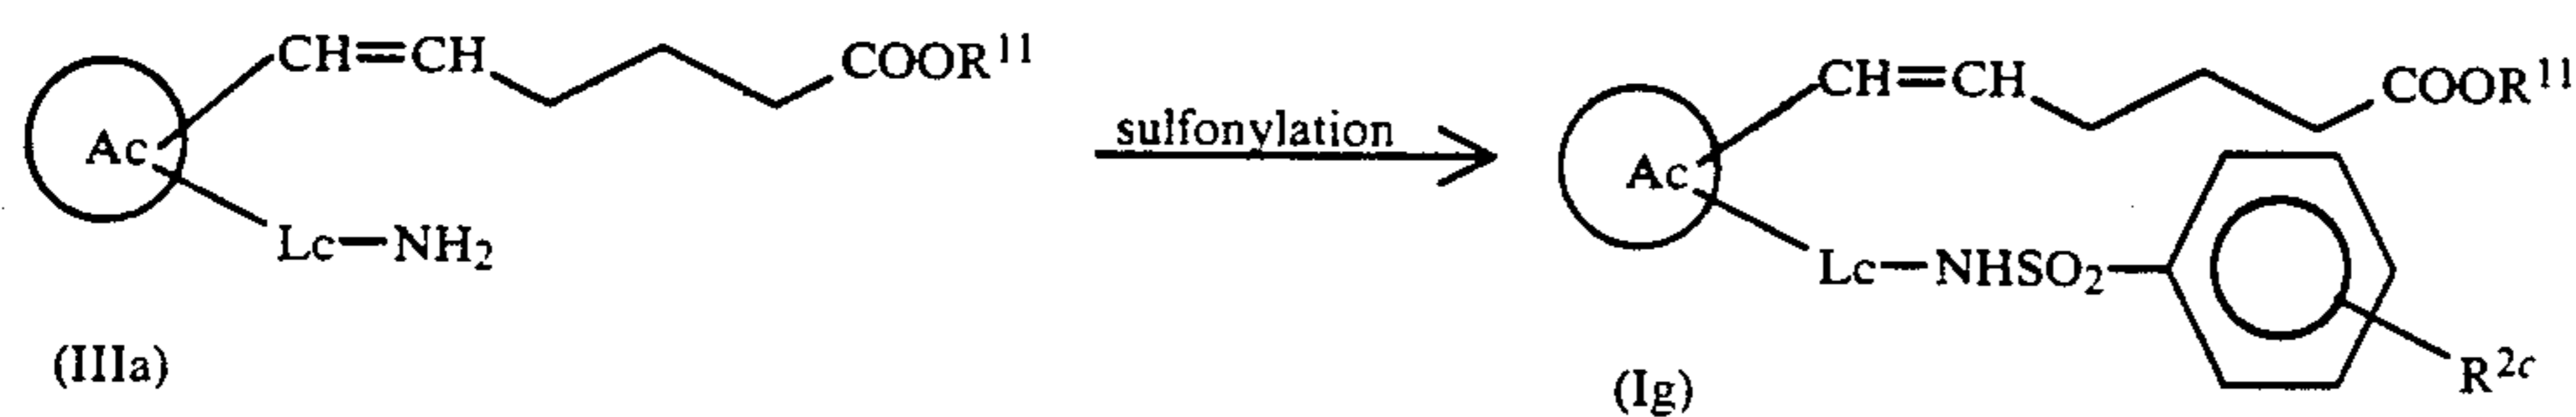 CH=CH COOR¹¹
Ac
Lc—NH₂
(IIIa)
sulfonylation
CH=CH COOR¹¹
Ac
Lc—NHSO₂
R²ᶜ
(Ig)